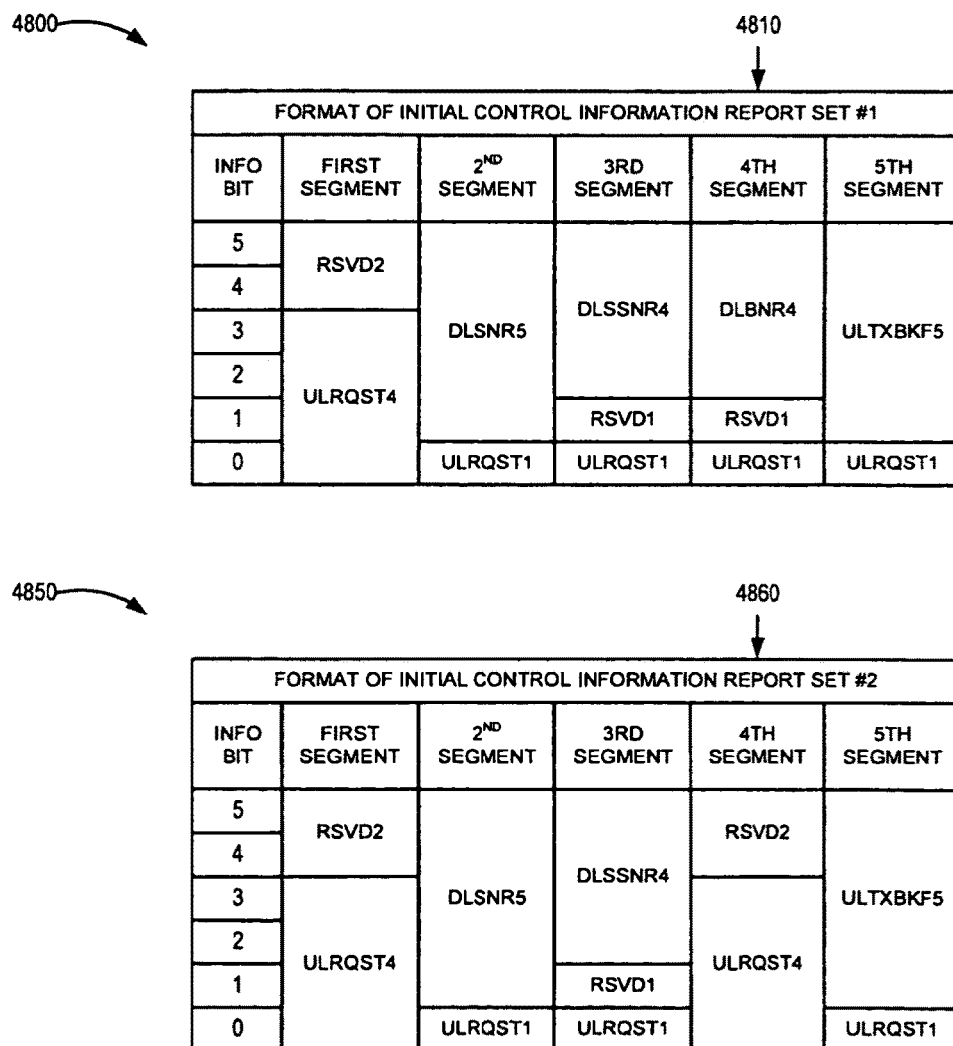 4800
4810
FORMAT OF INITIAL CONTROL INFORMATION REPORT SET #1
INFO BIT FIRST SEGMENT 2ND SEGMENT 3RD SEGMENT 4TH SEGMENT 5TH SEGMENT
5
RSVD2
4
3 DLSNR5 DLSSNR4 DLBNR4 ULTXBKF5
2
ULRQST4
1 RSVD1 RSVD1
0 ULRQST1 ULRQST1 ULRQST1 ULRQST1
4850
4860
FORMAT OF INITIAL CONTROL INFORMATION REPORT SET #2
INFO BIT FIRST SEGMENT 2ND SEGMENT 3RD SEGMENT 4TH SEGMENT 5TH SEGMENT
5
RSVD2 RSVD2
4
DLSSNR4
3 DLSNR5 ULTXBKF5
2
ULRQST4 ULRQST4
1 RSVD1
0 ULRQST1 ULRQST1 ULRQST1